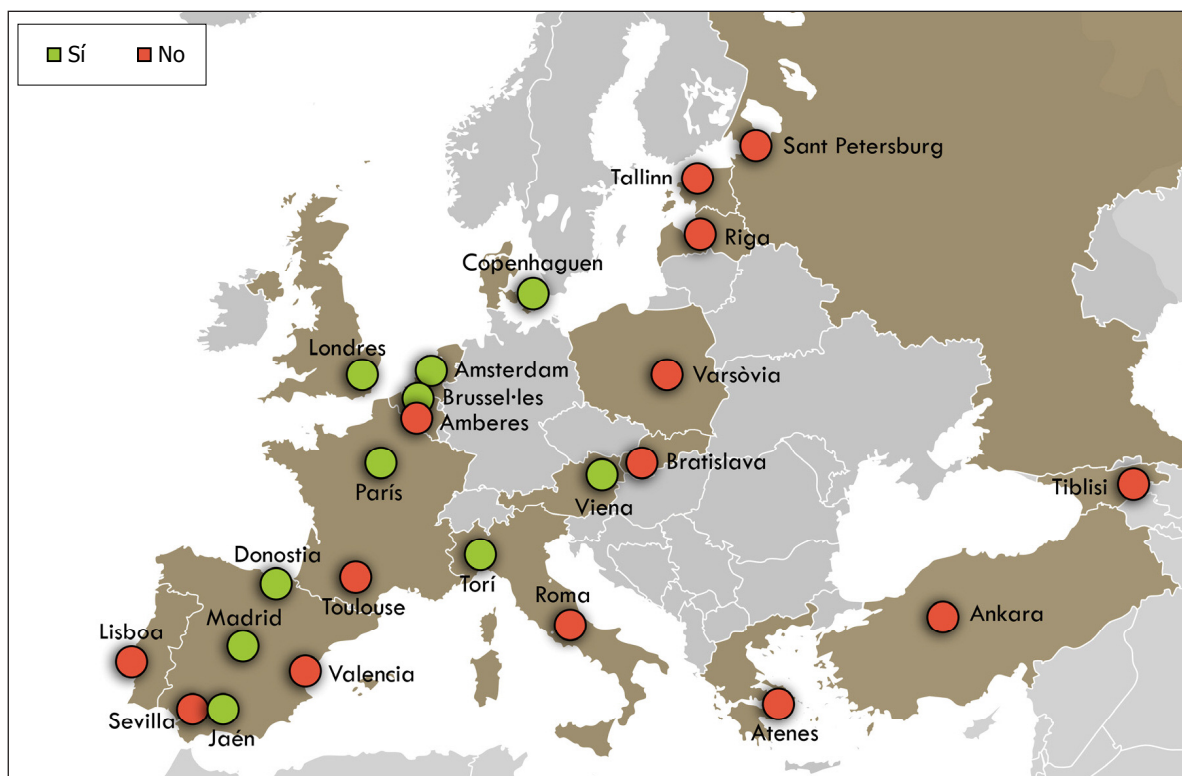 Sí
No
Sant Petersburg
Tallinn
Riga
Copenhaguen
Londres
Amsterdam
Brussel·les
Amberes
Varsòvia
París
Bratislava
Viena
Tiblisi
Donostia
Torí
Toulouse
Roma
Madrid
Ankara
Lisboa
Valencia
Sevilla
Jaén
Atenes